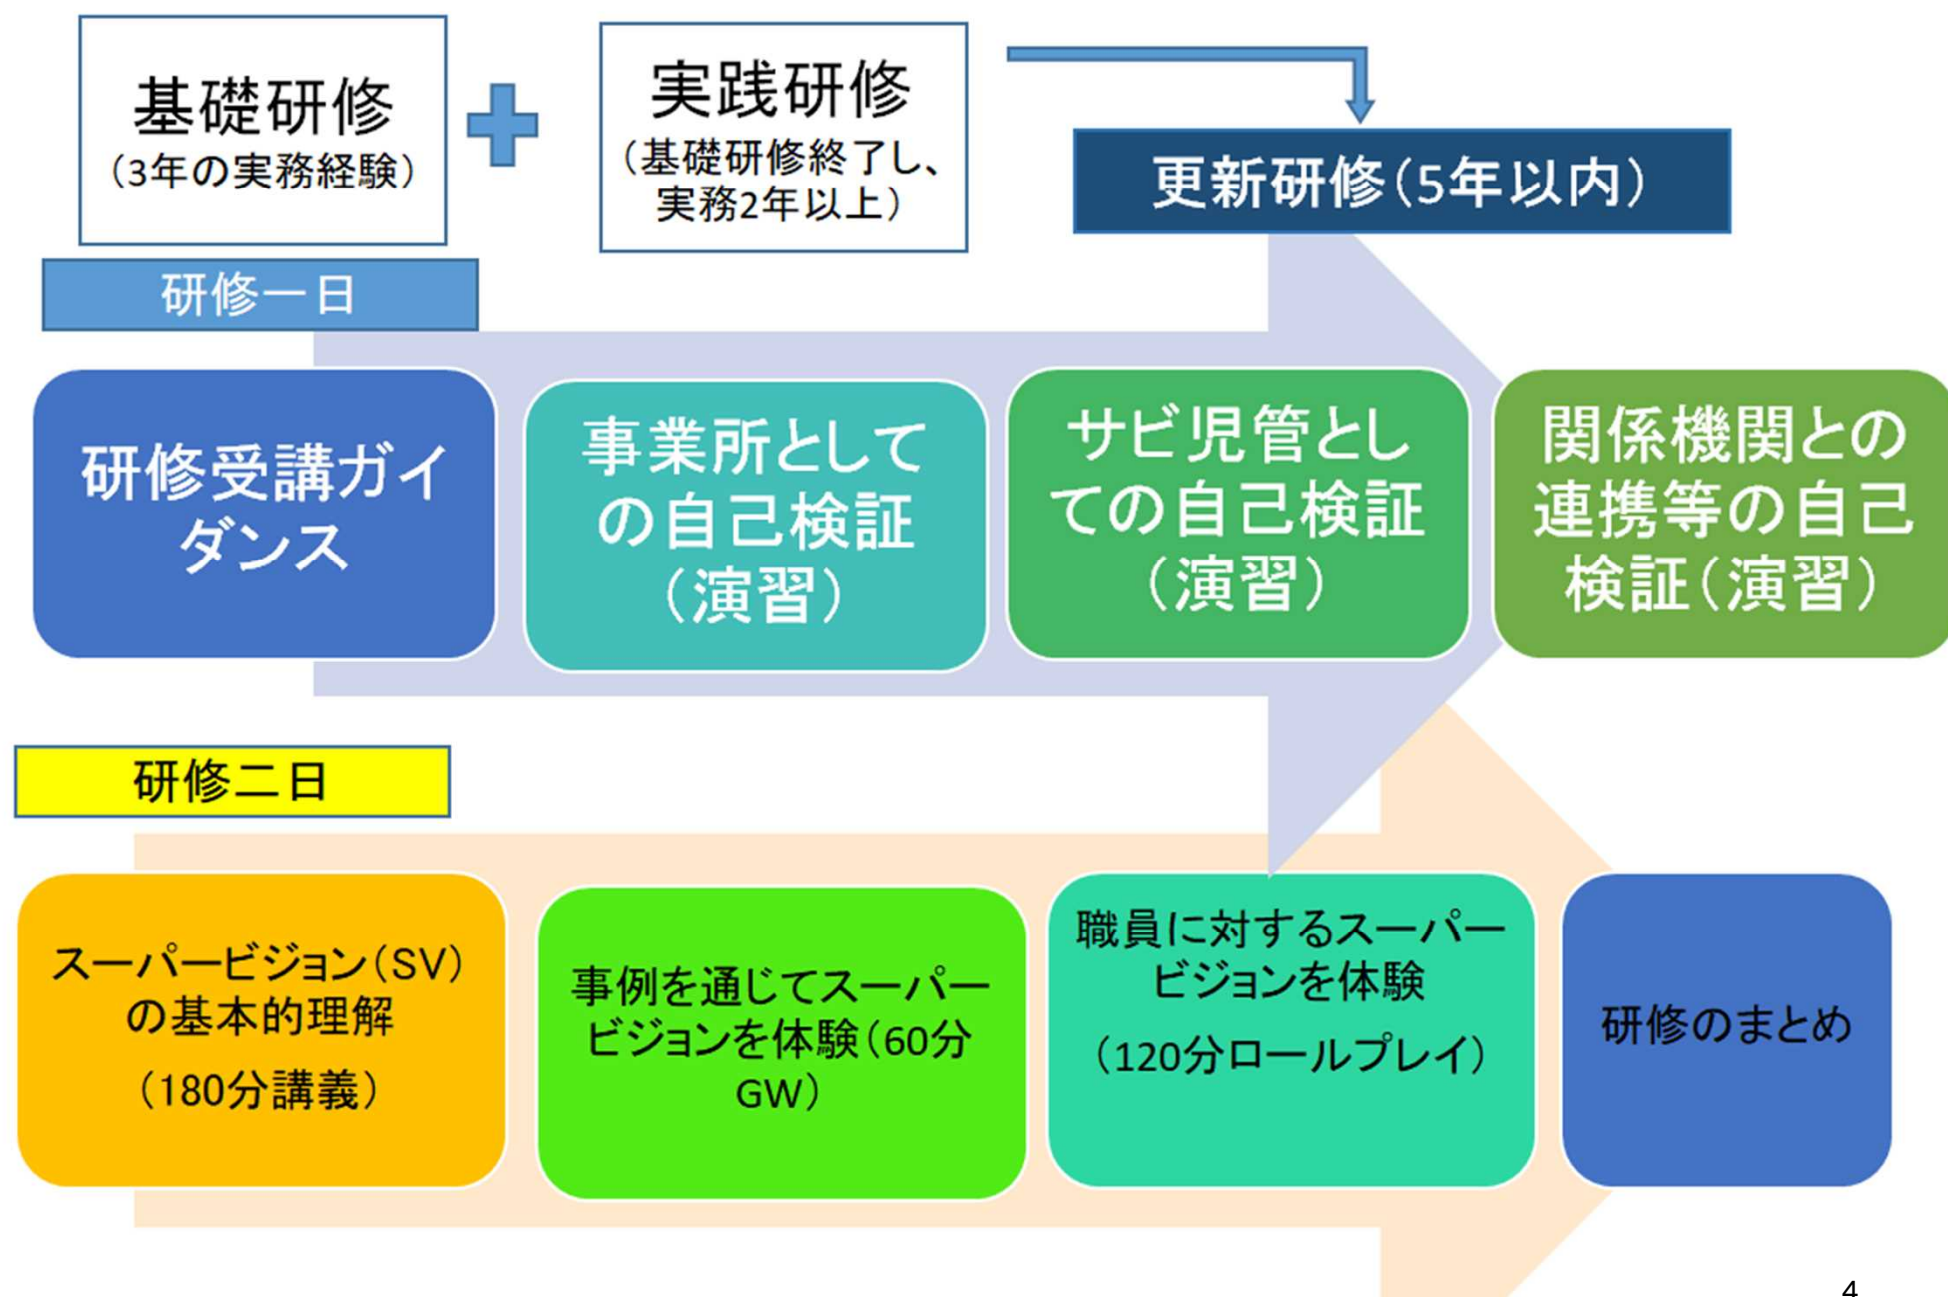 基礎研修
（3年の実務経験）
実践研修
（基礎研修終了し、
実務2年以上）
更新研修（5年以内）
研修一日
研修受講ガイ
ダンス
事業所として
の自己検証
（演習）
サビ児管とし
ての自己検証
（演習）
関係機関との
連携等の自己
検証（演習）
研修二日
スーパービジョン（SV）
の基本的理解
（180分講義）
事例を通じてスーパー
ビジョンを体験（60分
GW）
職員に対するスーパー
ビジョンを体験
（120分ロールプレイ）
研修のまとめ
4